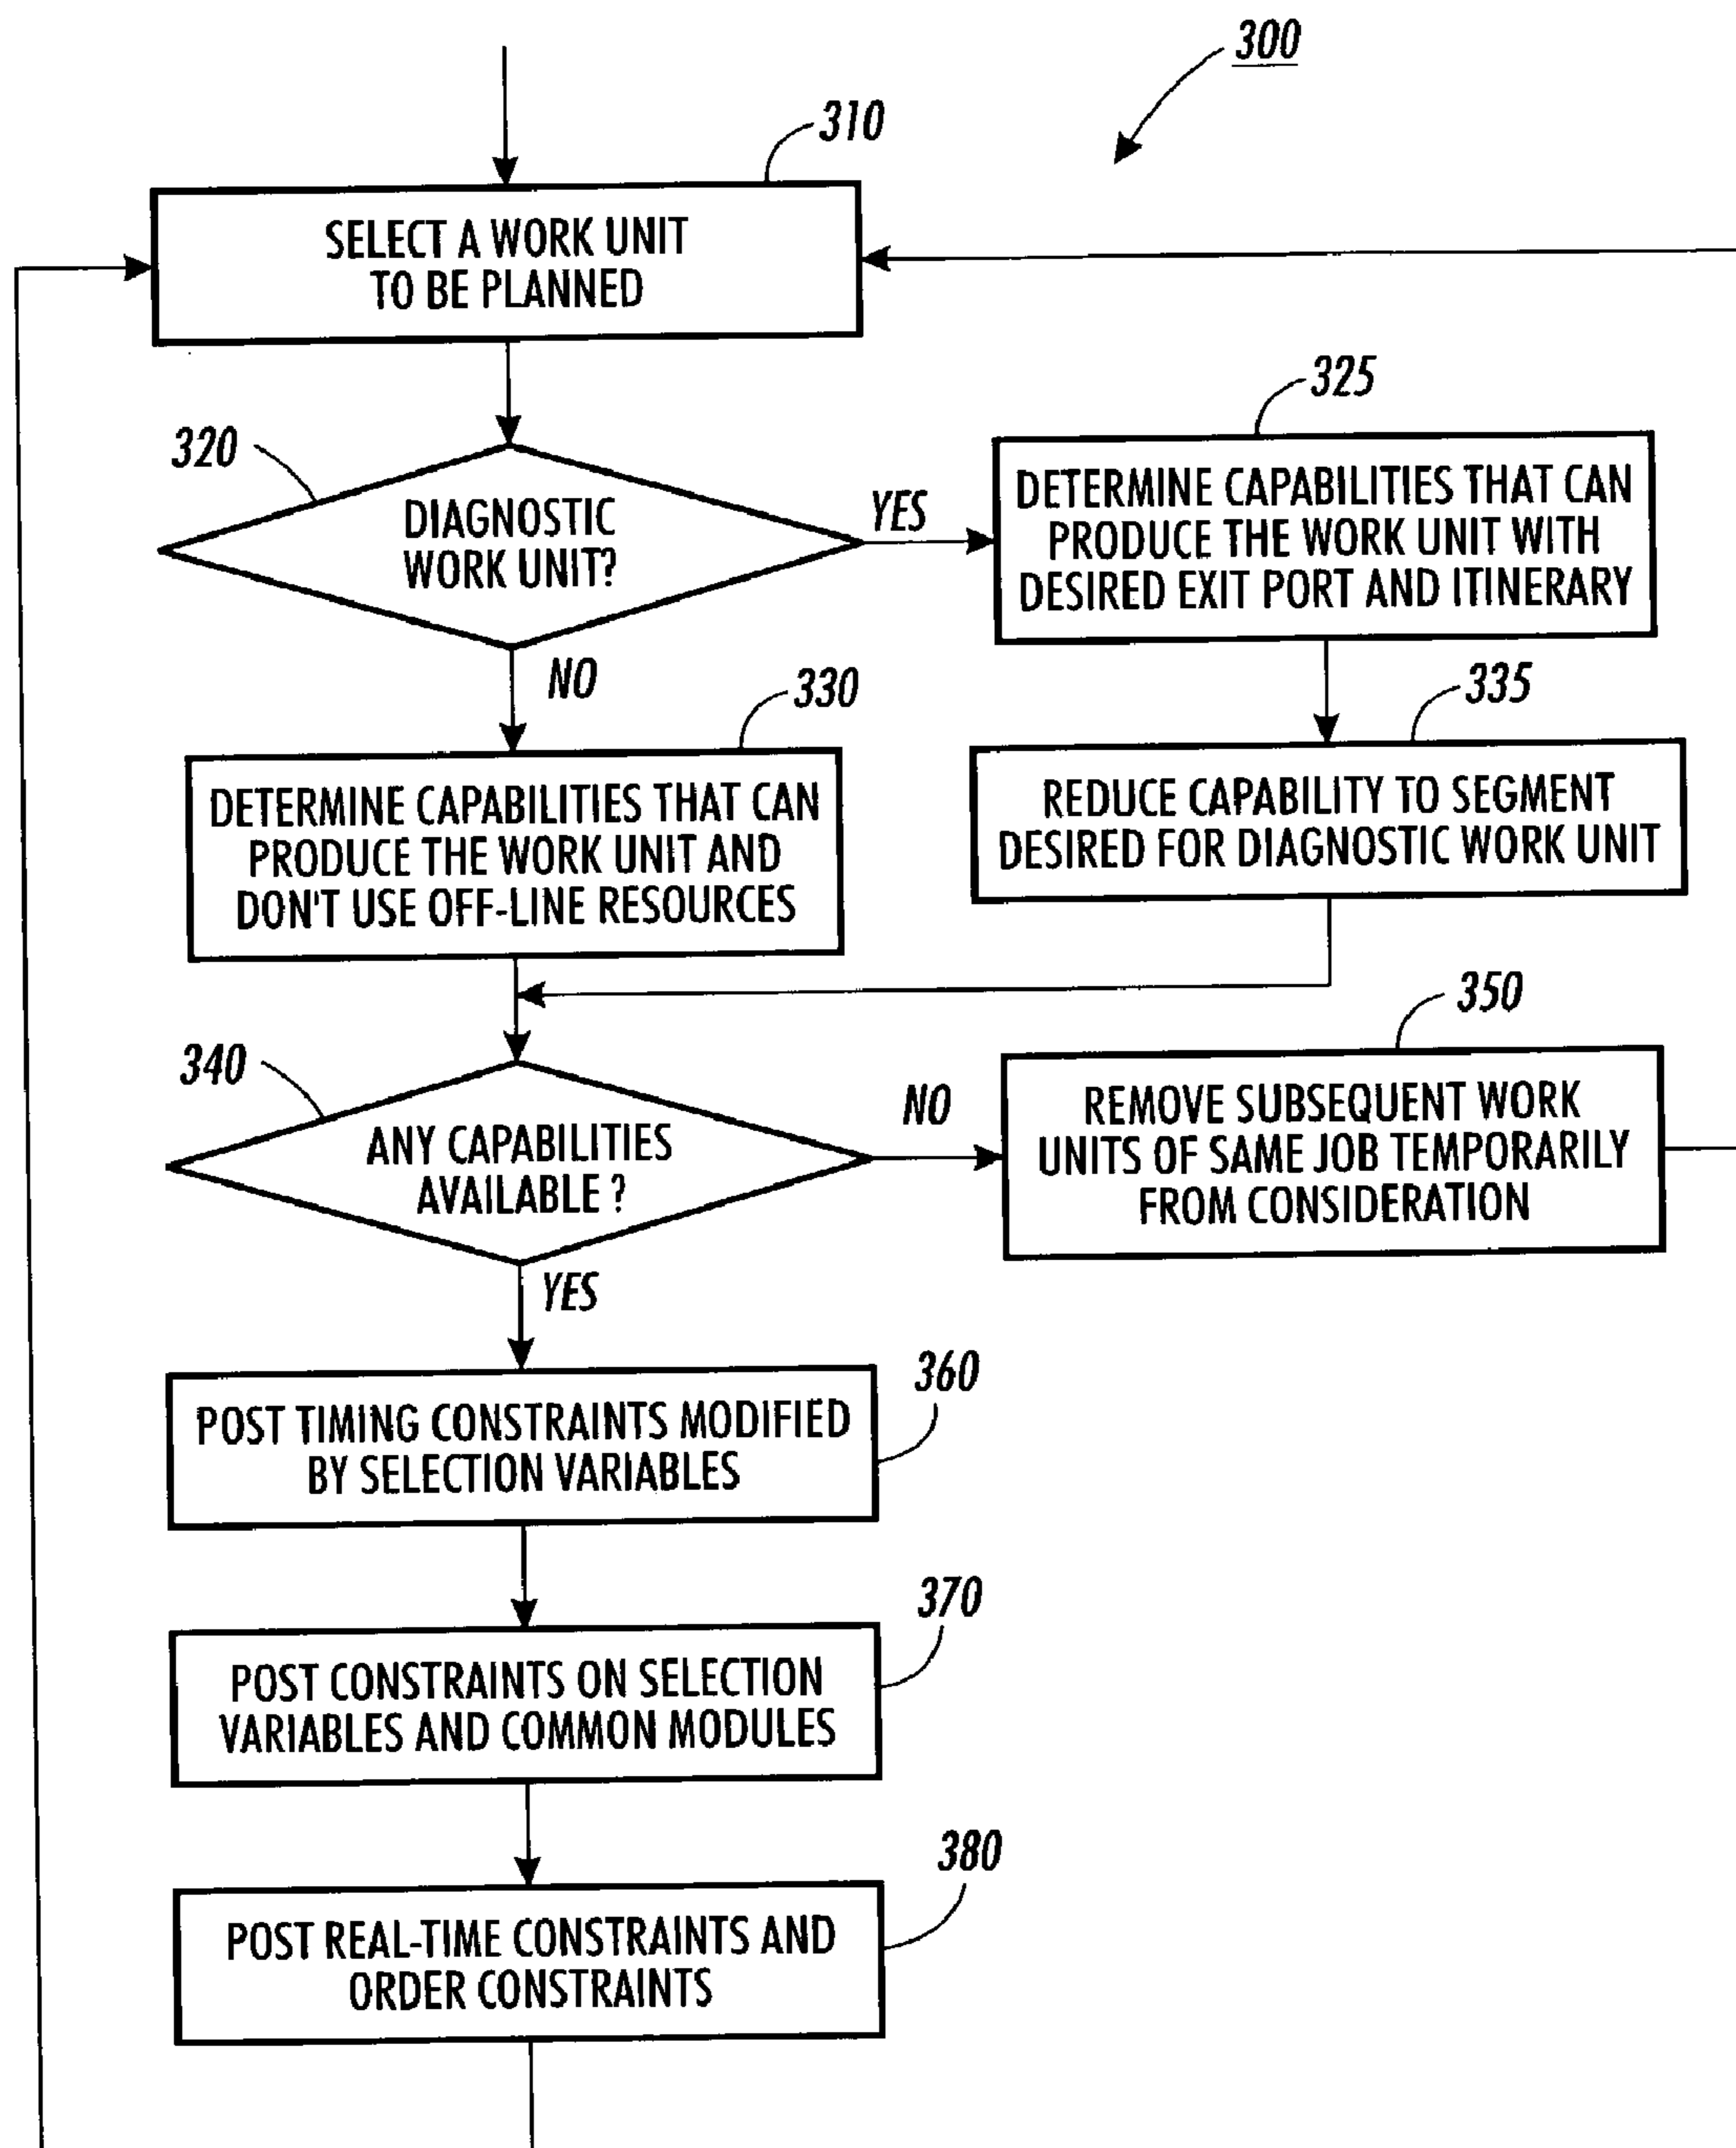 300
310
SELECT A WORK UNIT
TO BE PLANNED
320
DIAGNOSTIC
WORK UNIT?
YES
NO
325
DETERMINE CAPABILITIES THAT CAN
PRODUCE THE WORK UNIT WITH
DESIRED EXIT PORT AND ITINERARY
330
DETERMINE CAPABILITIES THAT CAN
PRODUCE THE WORK UNIT AND
DON'T USE OFF-LINE RESOURCES
335
REDUCE CAPABILITY TO SEGMENT
DESIRED FOR DIAGNOSTIC WORK UNIT
340
ANY CAPABILITIES
AVAILABLE ?
NO
YES
350
REMOVE SUBSEQUENT WORK
UNITS OF SAME JOB TEMPORARILY
FROM CONSIDERATION
360
POST TIMING CONSTRAINTS MODIFIED
BY SELECTION VARIABLES
370
POST CONSTRAINTS ON SELECTION
VARIABLES AND COMMON MODULES
380
POST REAL-TIME CONSTRAINTS AND
ORDER CONSTRAINTS